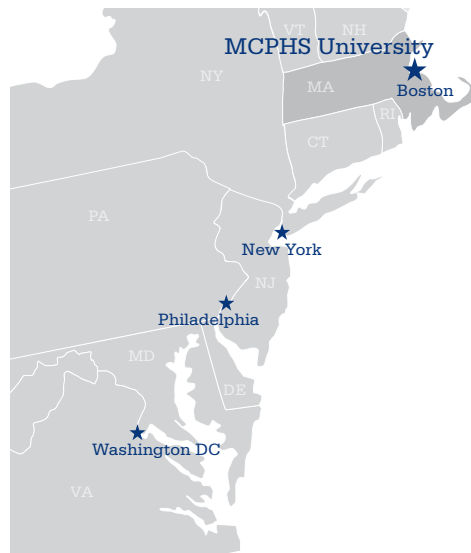 VT
NH
MCPHS University
NY
MA
Boston
RI
CT
PA
New York
NJ
Philadelphia
MD
DE
Washington DC
VA